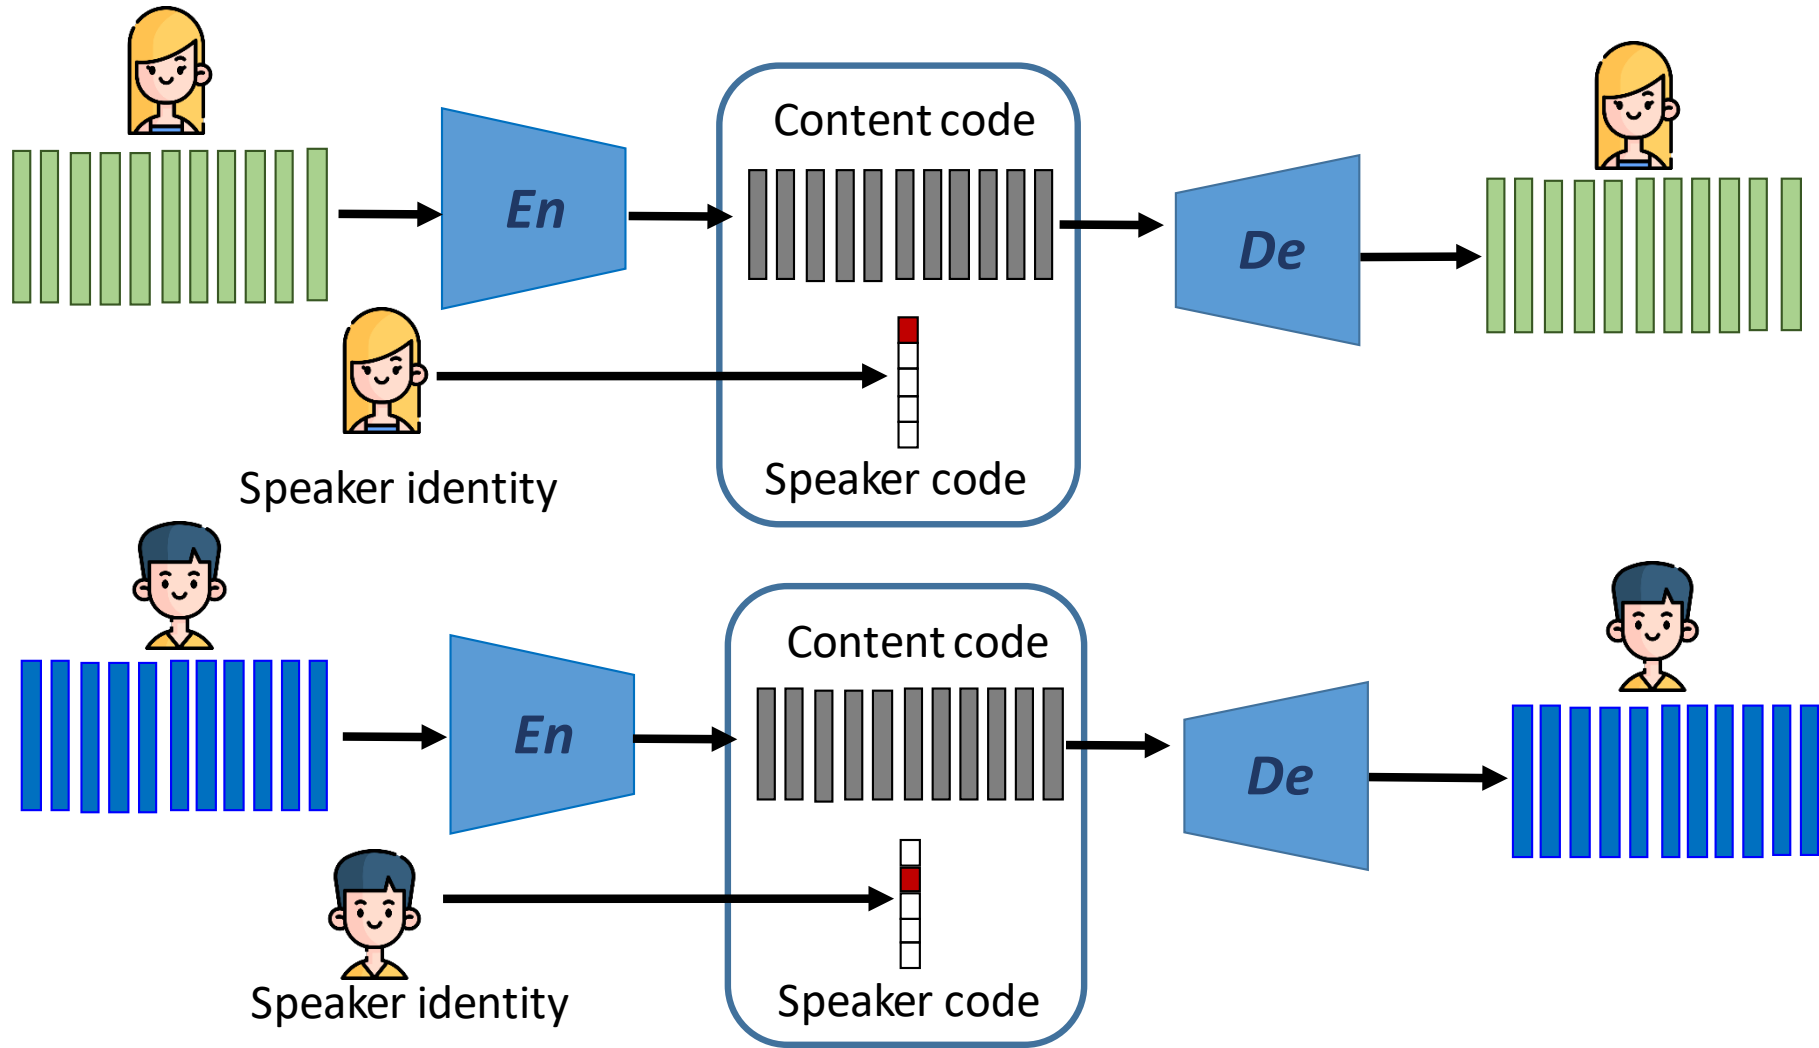 Content code
En
De
Speaker identity
Speaker code
Content code
En
De
Speaker identity
Speaker code